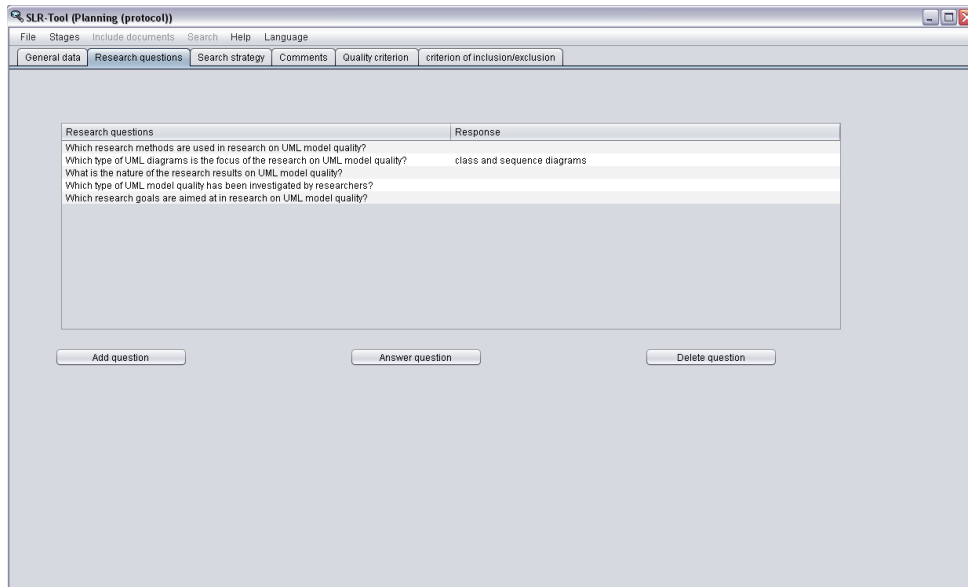 SLR-Tool (Planning (protocol))
File Stages Include documents Search Help Language
General data Research questions Search strategy Comments Quality criterion criterion of inclusion/exclusion
Research questions Response
Which research methods are used in research on UML model quality?
Which type of UML diagrams is the focus of the research on UML model quality? class and sequence diagrams
What is the nature of the research results on UML model quality?
Which type of UML model quality has been investigated by researchers?
Which research goals are aimed at in research on UML model quality?
Add question Answer question Delete question